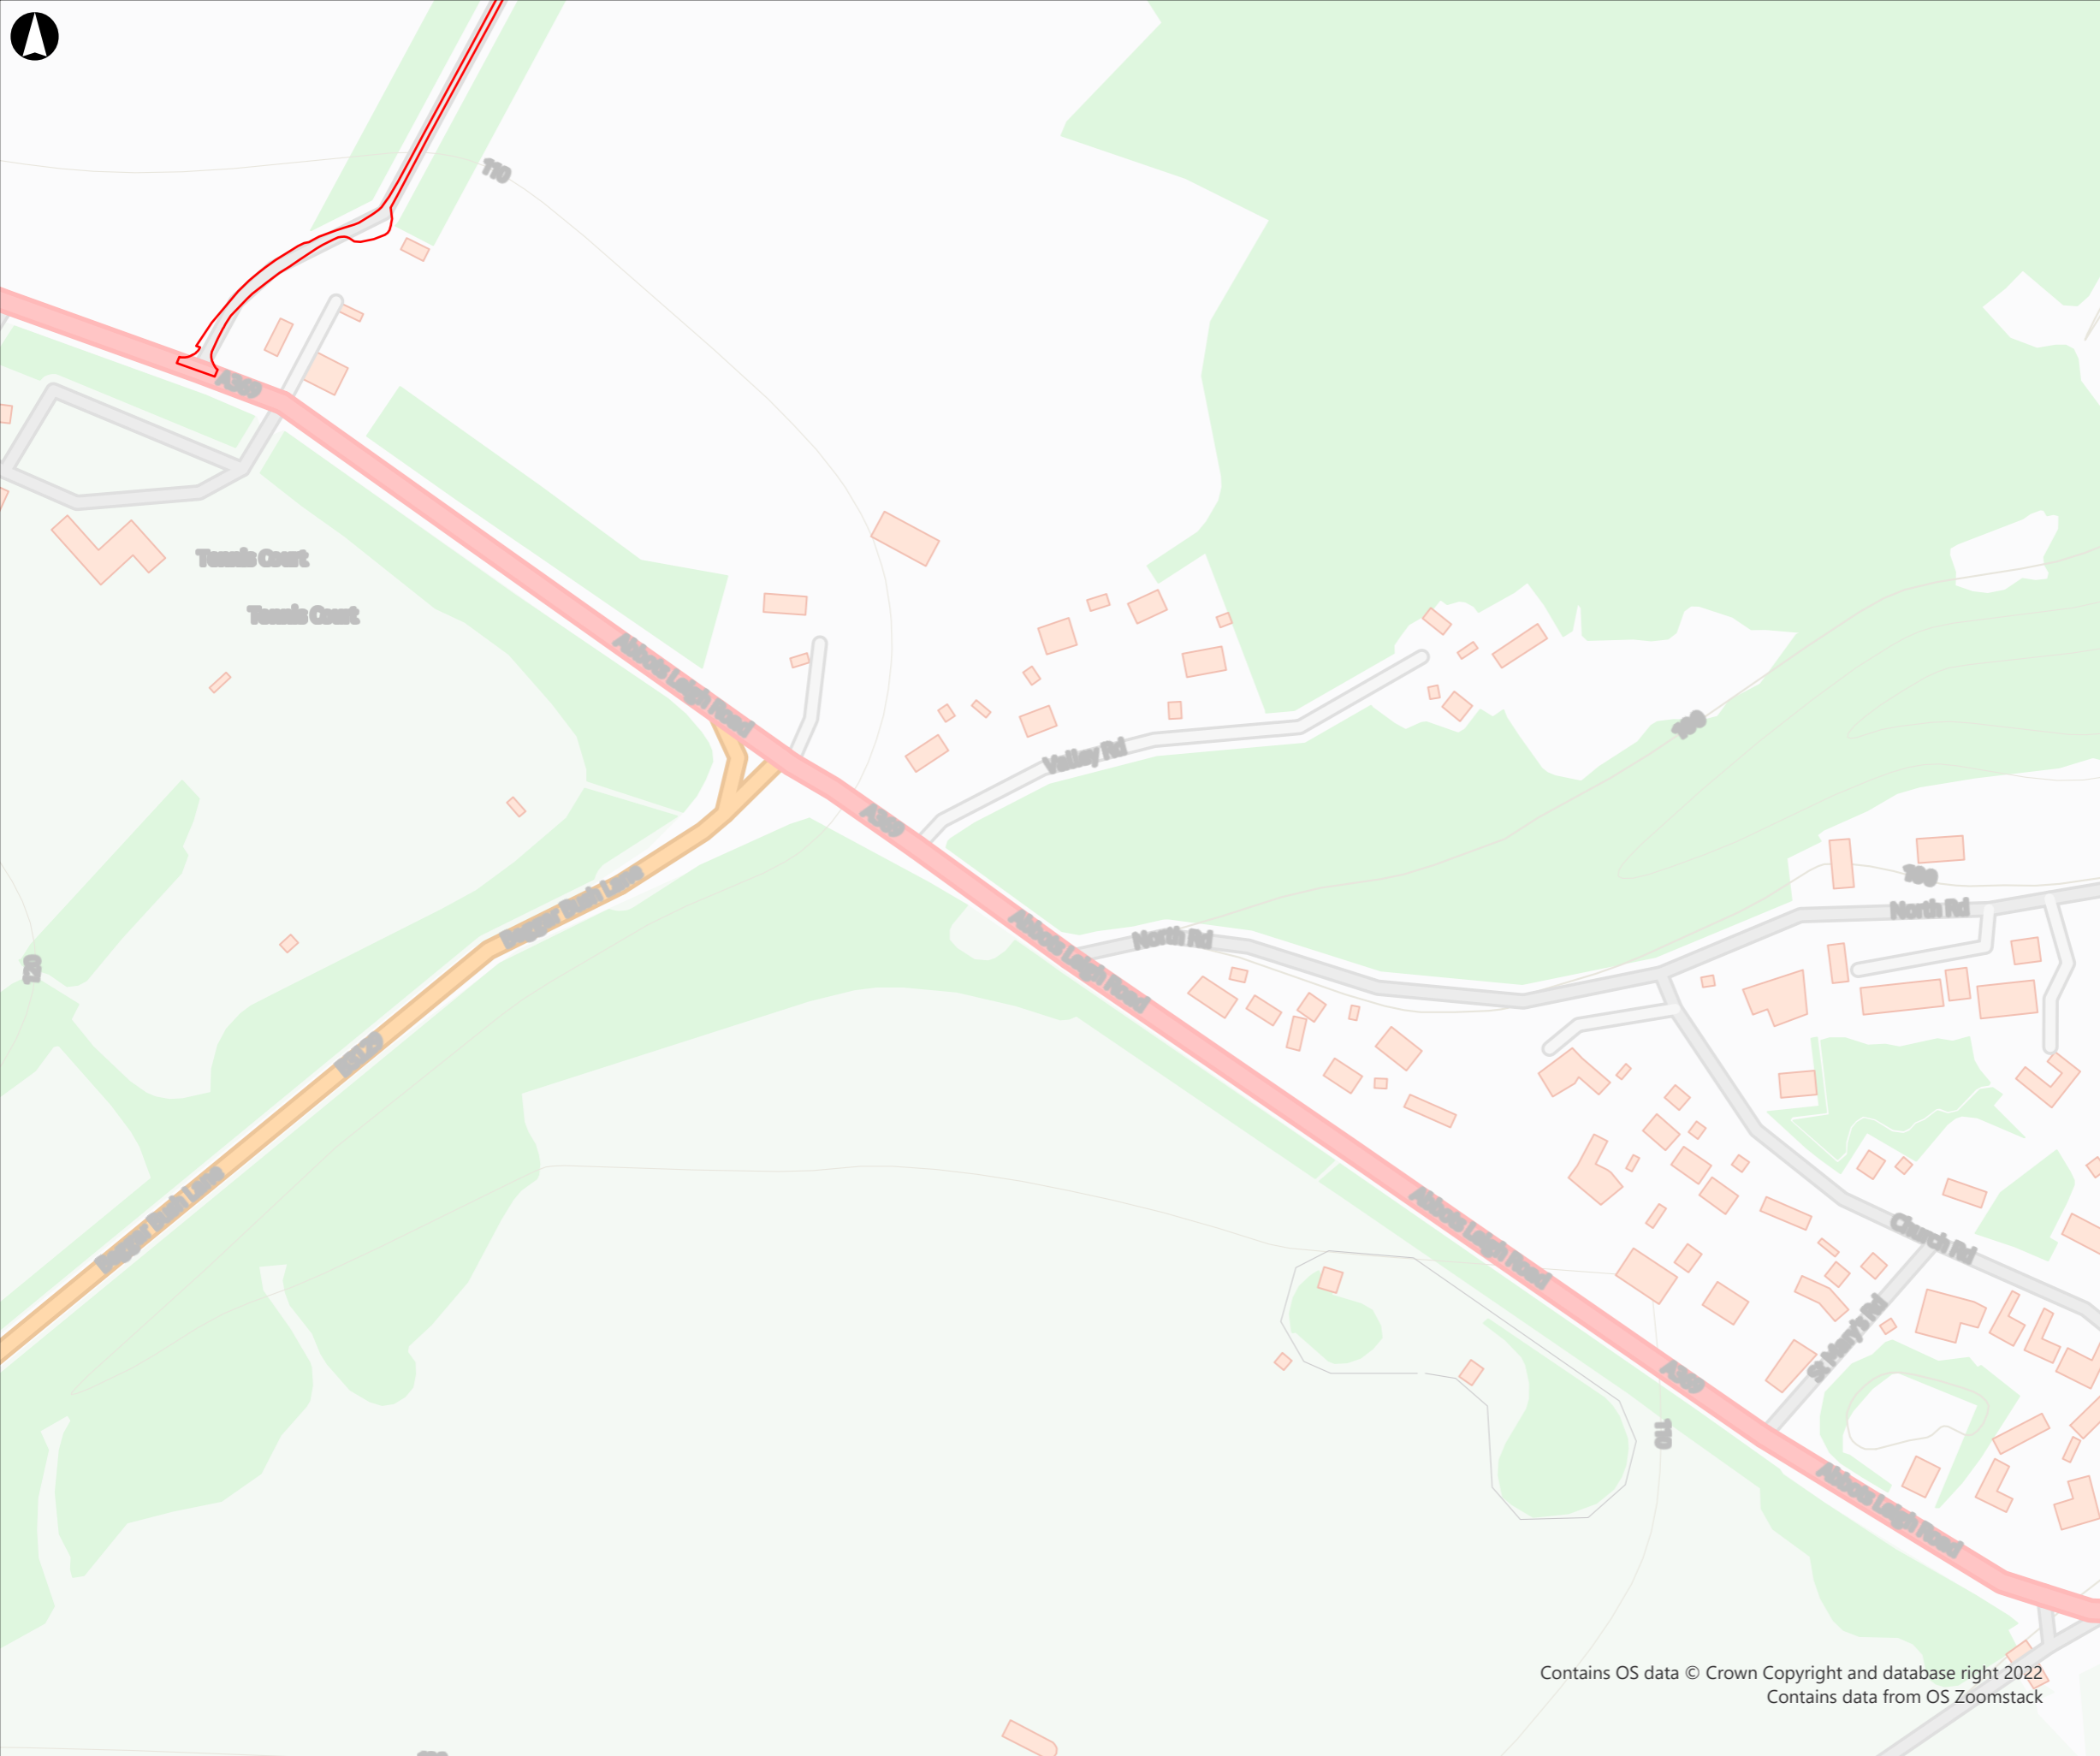 110
A369
Tennis Court
Tennis Court
Abbots Leigh Road
Valley Rd
A369
Beggar Bush Lane
North Rd
North Rd
Abbots Leigh Road
B3129
Beggar Bush Lane
Abbots Leigh Road
Church Rd
St Mary's Rd
A369
110
Abbots Leigh Road
Contains OS data © Crown Copyright and database right 2022
Contains data from OS Zoomstack